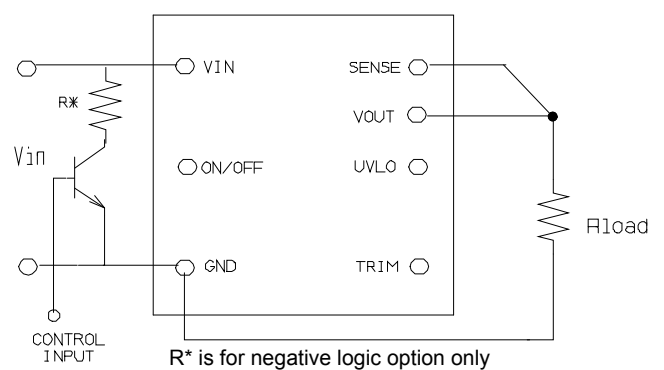 VIN
SENSE
R*
VOUT
Vin
ON/OFF
UVLO
Rload
GND
TRIM
CONTROL
INPUT
R* is for negative logic option only